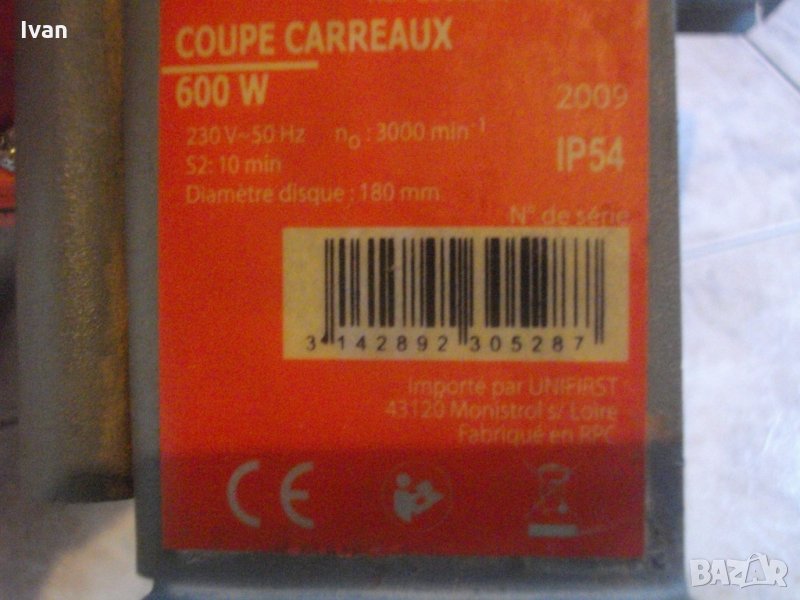 Ivan
COUPE CARREAUX
600 W
2009
230 V~50 Hz n₀ : 3000 min⁻¹
S2: 10 min
IP54
Diamètre disque : 180 mm
N° de série
3 142892 305287
Importé par UNIFIRST
43120 Monistrol s/ Loire
Fabriqué en RPC
CE
BAZAR